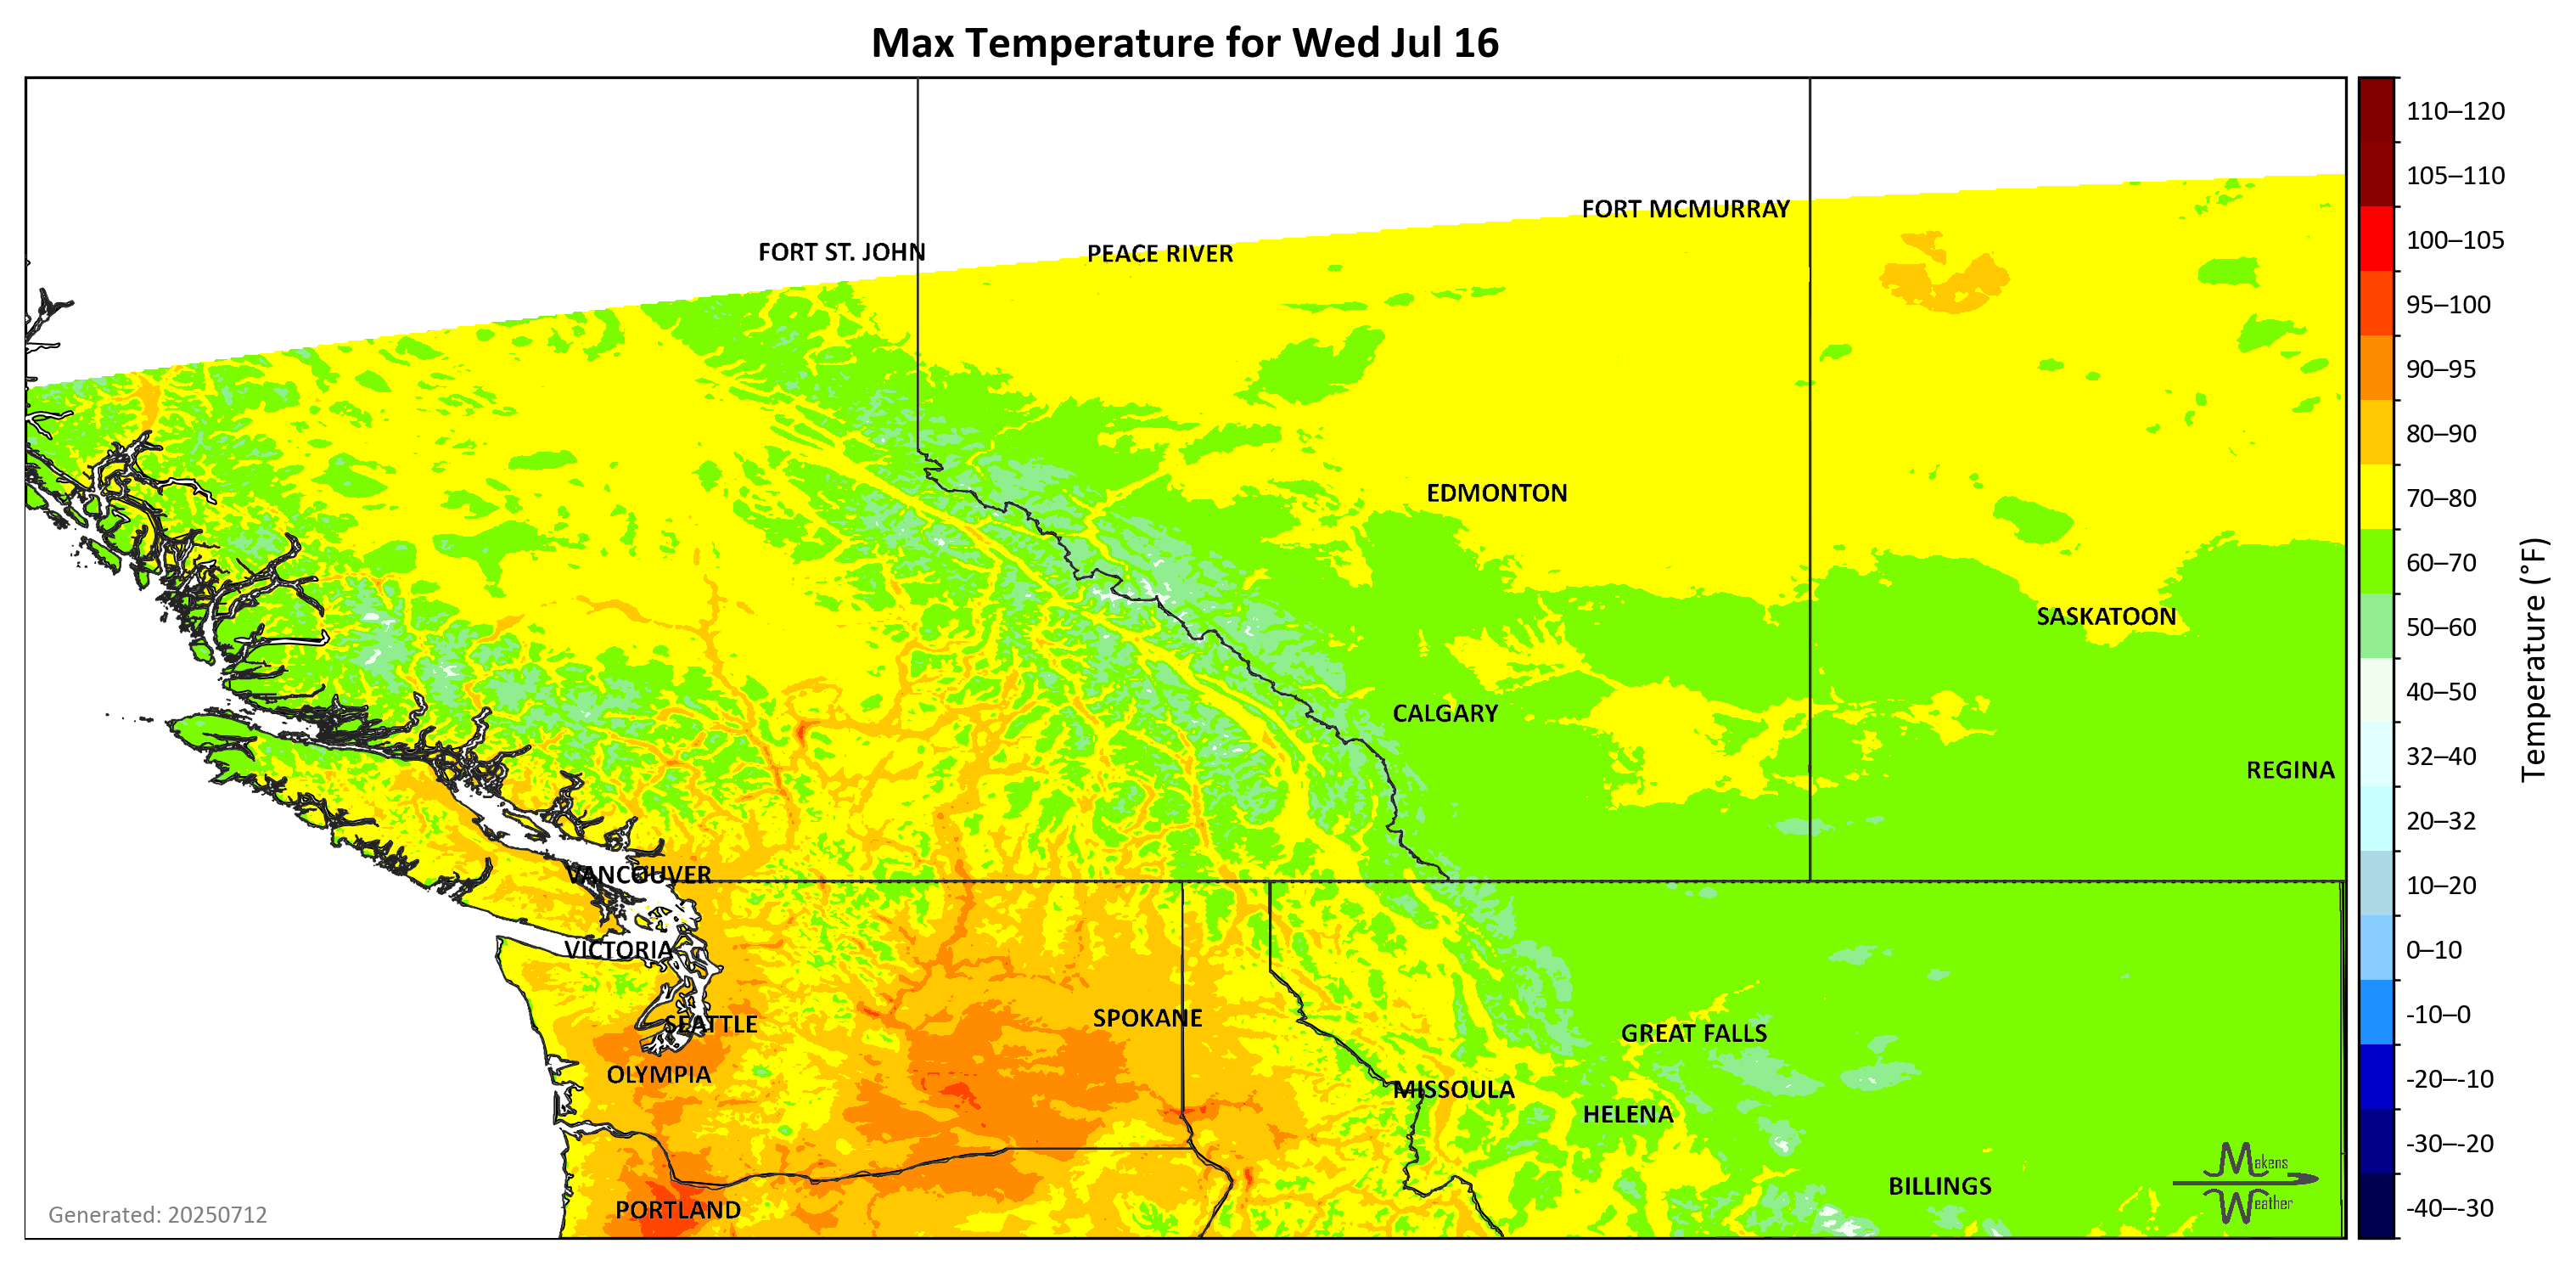 Max Temperature for Wed Jul 16
FORT MCMURRAY
FORT ST. JOHN
PEACE RIVER
EDMONTON
SASKATOON
CALGARY
REGINA
VANCOUVER
VICTORIA
SPOKANE
SEATTLE
GREAT FALLS
OLYMPIA
MISSOULA
HELENA
BILLINGS
PORTLAND
Generated: 20250712
Makens
Weather
110–120
105–110
100–105
95–100
90–95
80–90
70–80
60–70
50–60
40–50
32–40
20–32
10–20
0–10
-10–0
-20–-10
-30–-20
-40–-30
Temperature (°F)